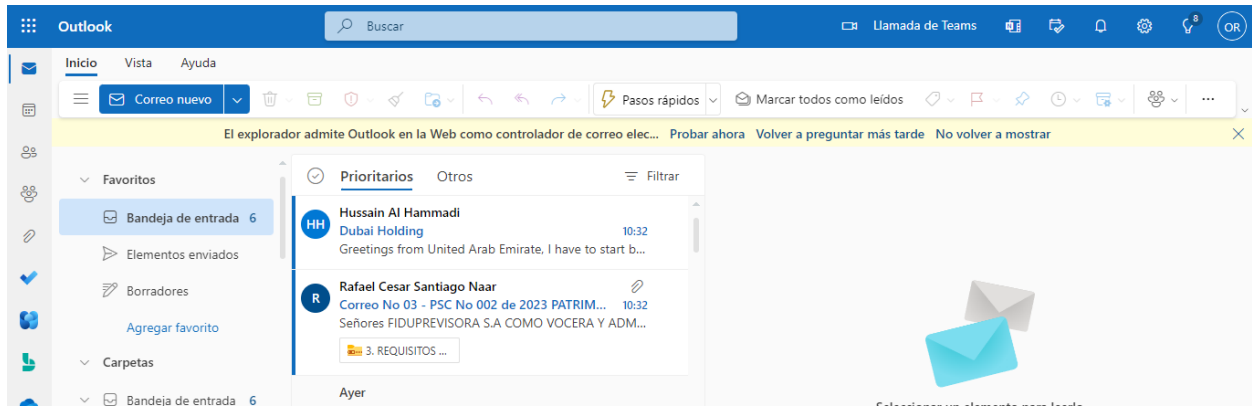 Outlook
Buscar
Llamada de Teams
8
OR
Inicio Vista Ayuda
Correo nuevo
Pasos rápidos
Marcar todos como leídos
El explorador admite Outlook en la Web como controlador de correo elec... Probar ahora Volver a preguntar más tarde No volver a mostrar
Favoritos
Bandeja de entrada 6
Elementos enviados
Borradores
Agregar favorito
Carpetas
Bandeja de entrada 6
Prioritarios Otros Filtrar
HH
Hussain Al Hammadi
Dubai Holding 10:32
Greetings from United Arab Emirate, I have to start b...
R
Rafael Cesar Santiago Naar
Correo No 03 - PSC No 002 de 2023 PATRIM... 10:32
Señores FIDUPREVISORA S.A COMO VOCERA Y ADM...
3. REQUISITOS ...
Ayer
Seleccionar un elemento para leerlo